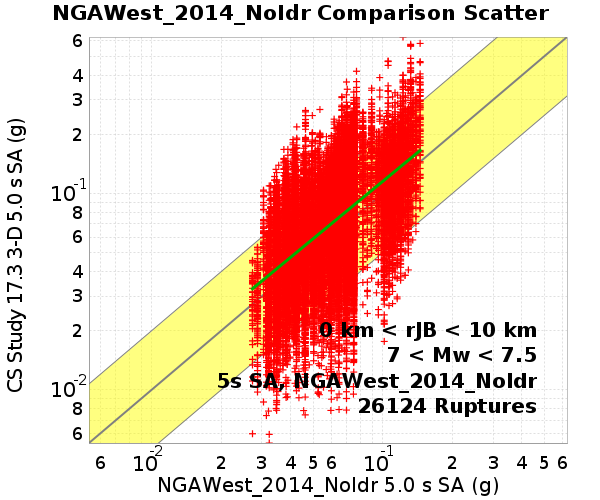 NGAWest_2014_NoIdr Comparison Scatter
6
4
3
2
10-1
8
6
4
3
2
10-2
8
6
CS Study 17.3 3-D 5.0 s SA (g)
0 km < rJB < 10 km
7 < Mw < 7.5
5s SA, NGAWest_2014_NoIdr
26124 Ruptures
6 10-2 2 3 4 5 6 10-1 2 3 4 5 6
NGAWest_2014_NoIdr 5.0 s SA (g)